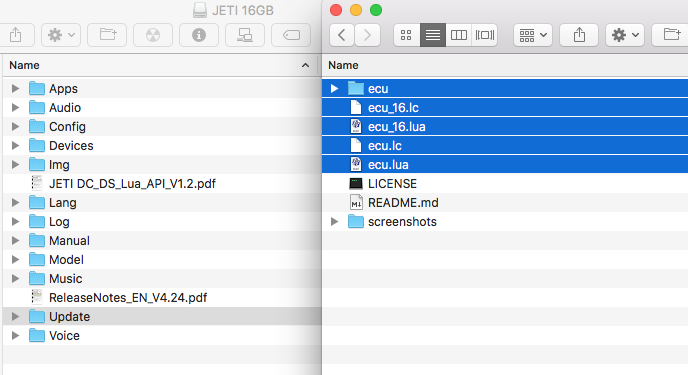 JETI 16GB
Name
Apps
Audio
Config
Devices
Img
JETI DC_DS_Lua_API_V1.2.pdf
Lang
Log
Manual
Model
Music
ReleaseNotes_EN_V4.24.pdf
Update
Voice
Name
ecu
ecu_16.lc
ecu_16.lua
ecu.lc
ecu.lua
LICENSE
README.md
screenshots